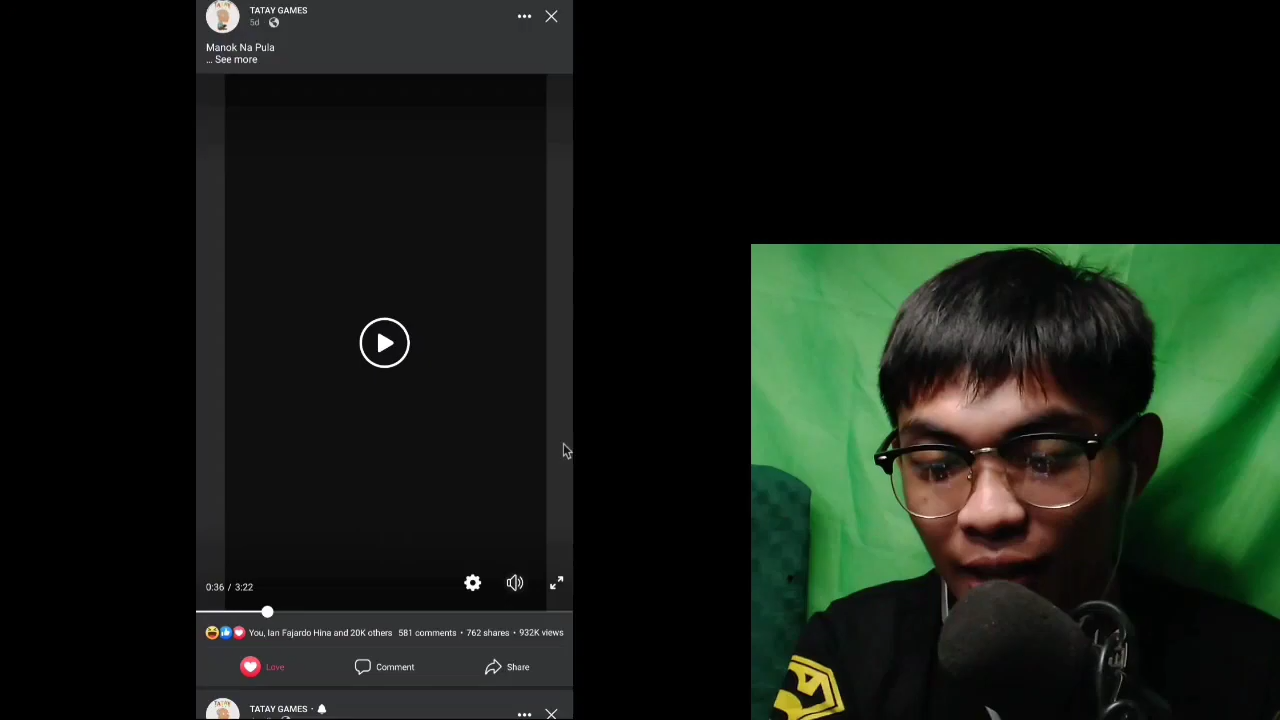 TATAY GAMES
5d
Manok Na Pula
... See more
0:36 / 3:22
You, Ian Fajardo Hina and 20K others 581 comments · 762 shares · 932K views
Love Comment Share
TATAY GAMES ·